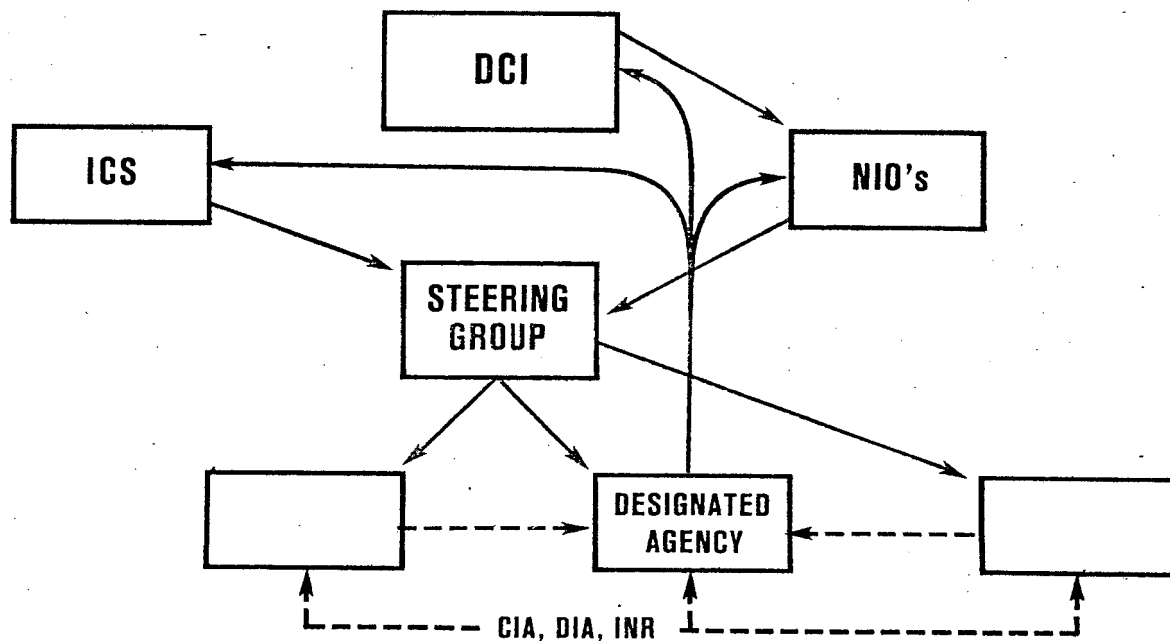 DCI
ICS
NIO's
STEERING
GROUP
DESIGNATED
AGENCY
CIA, DIA, INR